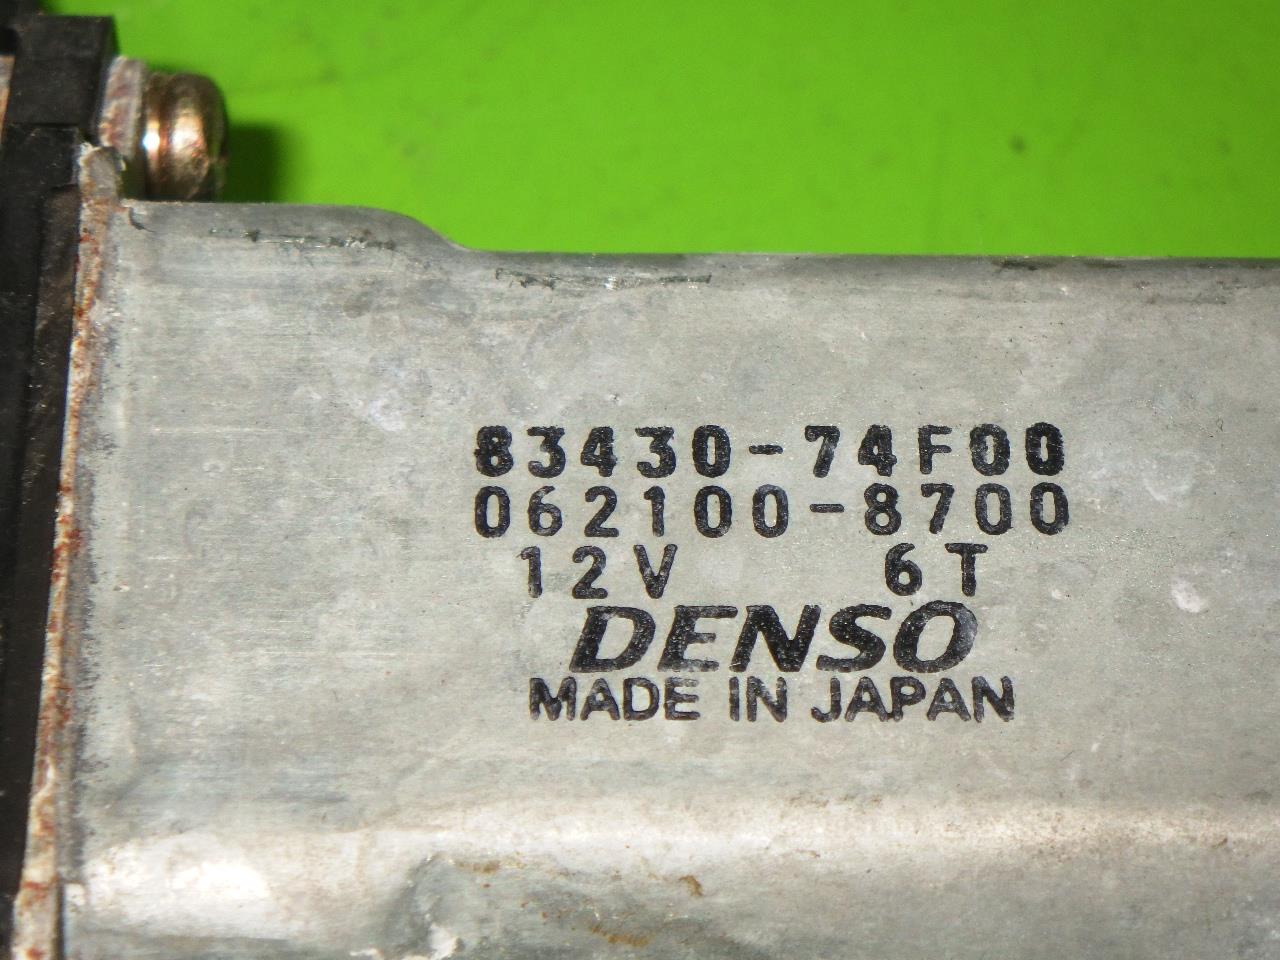 83430-74F00
062100-8700
12V 6T
DENSO
MADE IN JAPAN